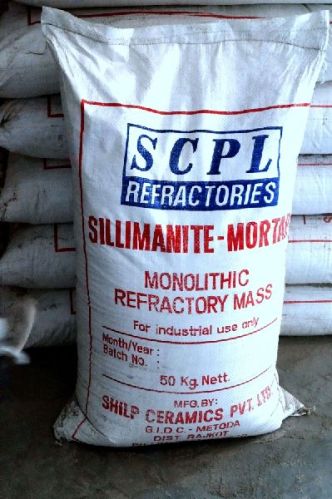 SCPL
REFRACTORIES
SILLIMANITE-MORTA
MONOLITHIC
REFRACTORY MASS
For industrial use only
Month/Year :
Batch No. :
50 Kg. Nett.
MFG. BY:
SHILP CERAMICS PVT. LTD.
G.I.D.C. - METODA
DIST. RAJKOT